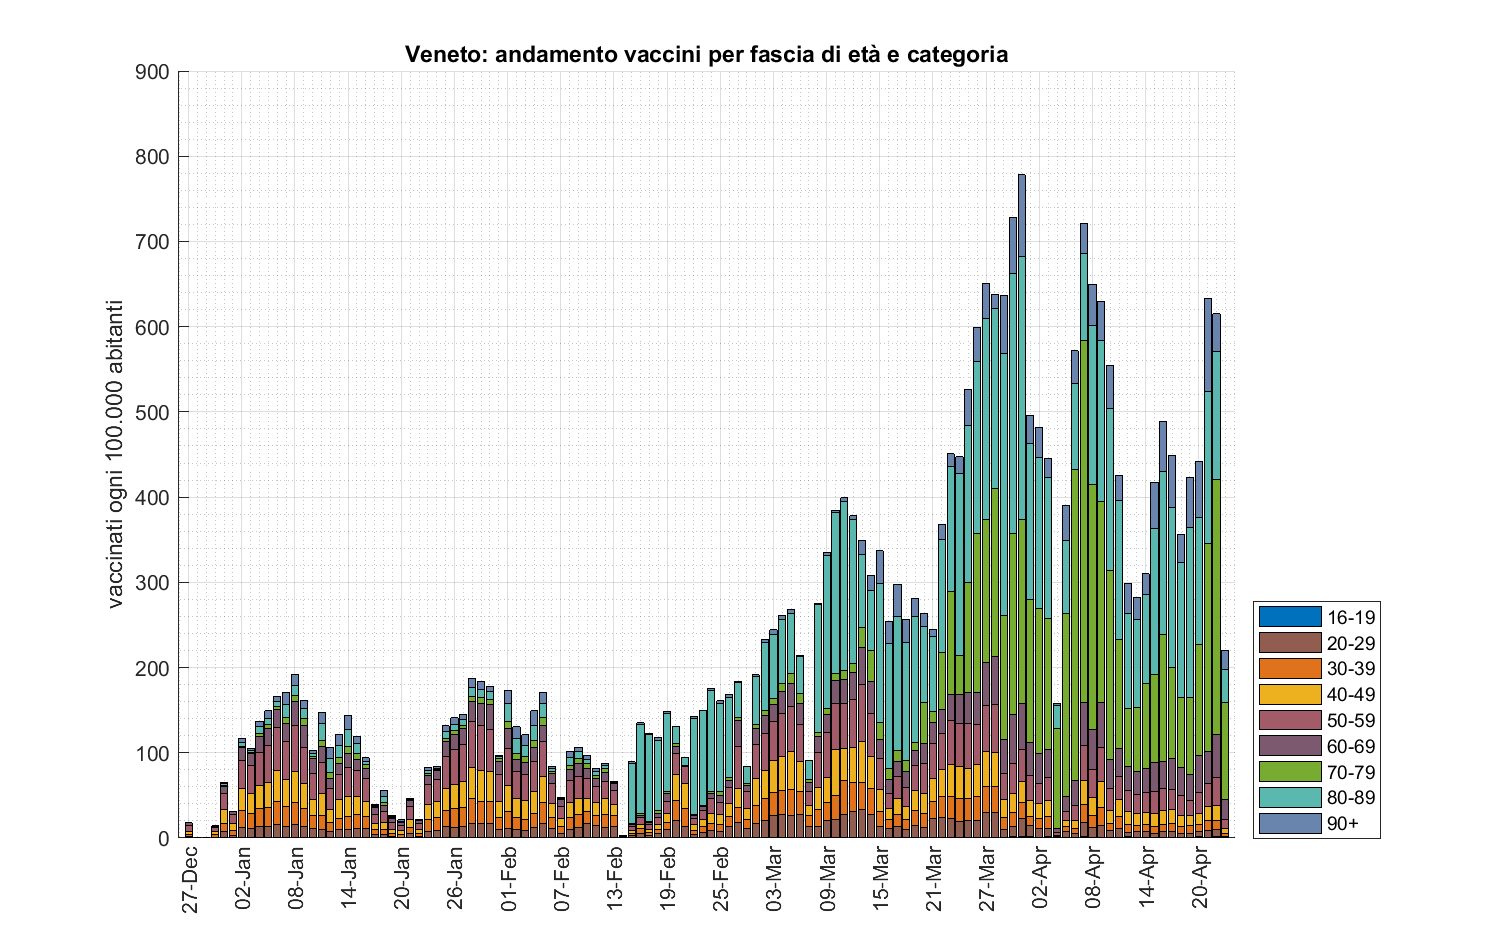 Veneto: andamento vaccini per fascia di età e categoria
vaccinati ogni 100.000 abitanti
900
800
700
600
500
400
300
200
100
0
27-Dec
02-Jan
08-Jan
14-Jan
20-Jan
26-Jan
01-Feb
07-Feb
13-Feb
19-Feb
25-Feb
03-Mar
09-Mar
15-Mar
21-Mar
27-Mar
02-Apr
08-Apr
14-Apr
20-Apr
16-19
20-29
30-39
40-49
50-59
60-69
70-79
80-89
90+